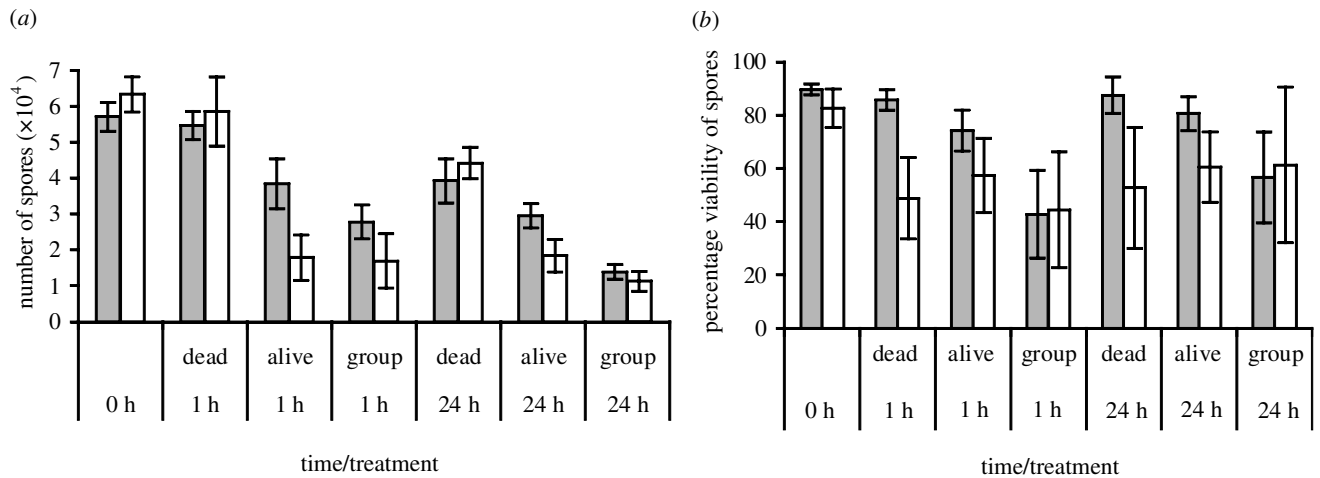 (a)
number of spores (×10⁴)
7
6
5
4
3
2
1
0
dead alive group dead alive group
0 h 1 h 1 h 1 h 24 h 24 h 24 h
time/treatment
(b)
percentage viability of spores
100
80
60
40
20
0
dead alive group dead alive group
0 h 1 h 1 h 1 h 24 h 24 h 24 h
time/treatment